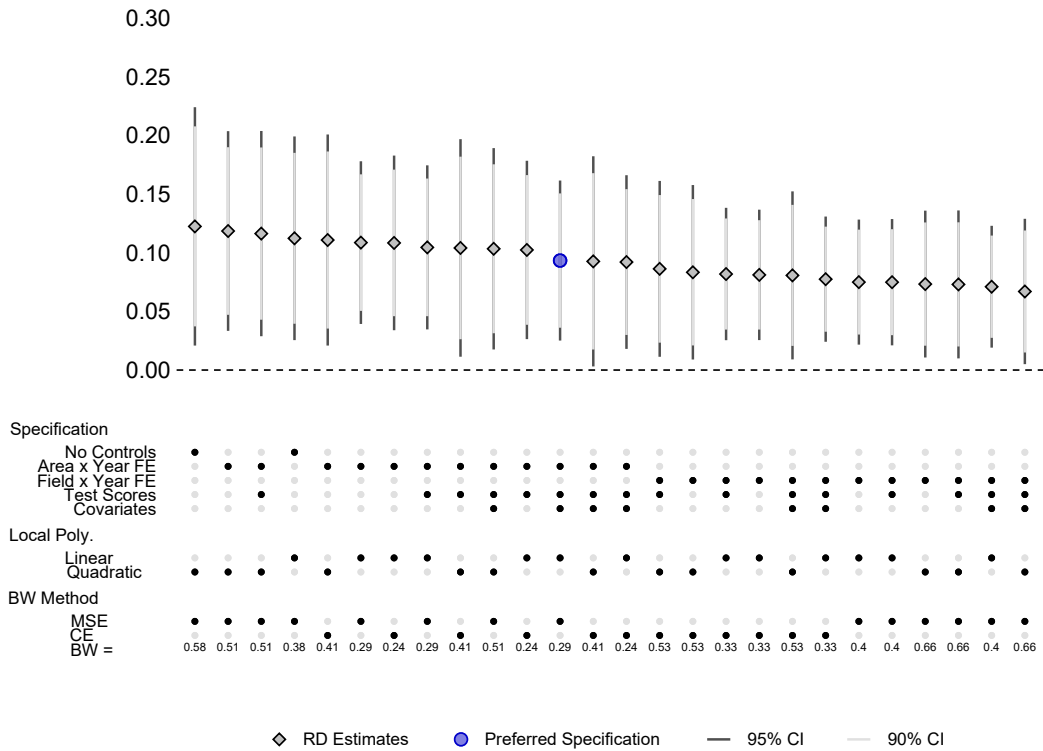 0.30
0.25
0.20
0.15
0.10
0.05
0.00
Specification
No Controls
Area x Year FE
Field x Year FE
Test Scores
Covariates
Local Poly.
Linear
Quadratic
BW Method
MSE
CE
BW = 0.58 0.51 0.51 0.38 0.41 0.29 0.24 0.29 0.41 0.51 0.24 0.29 0.41 0.24 0.53 0.53 0.33 0.33 0.53 0.33 0.4 0.4 0.66 0.66 0.4 0.66
RD Estimates Preferred Specification 95% CI 90% CI